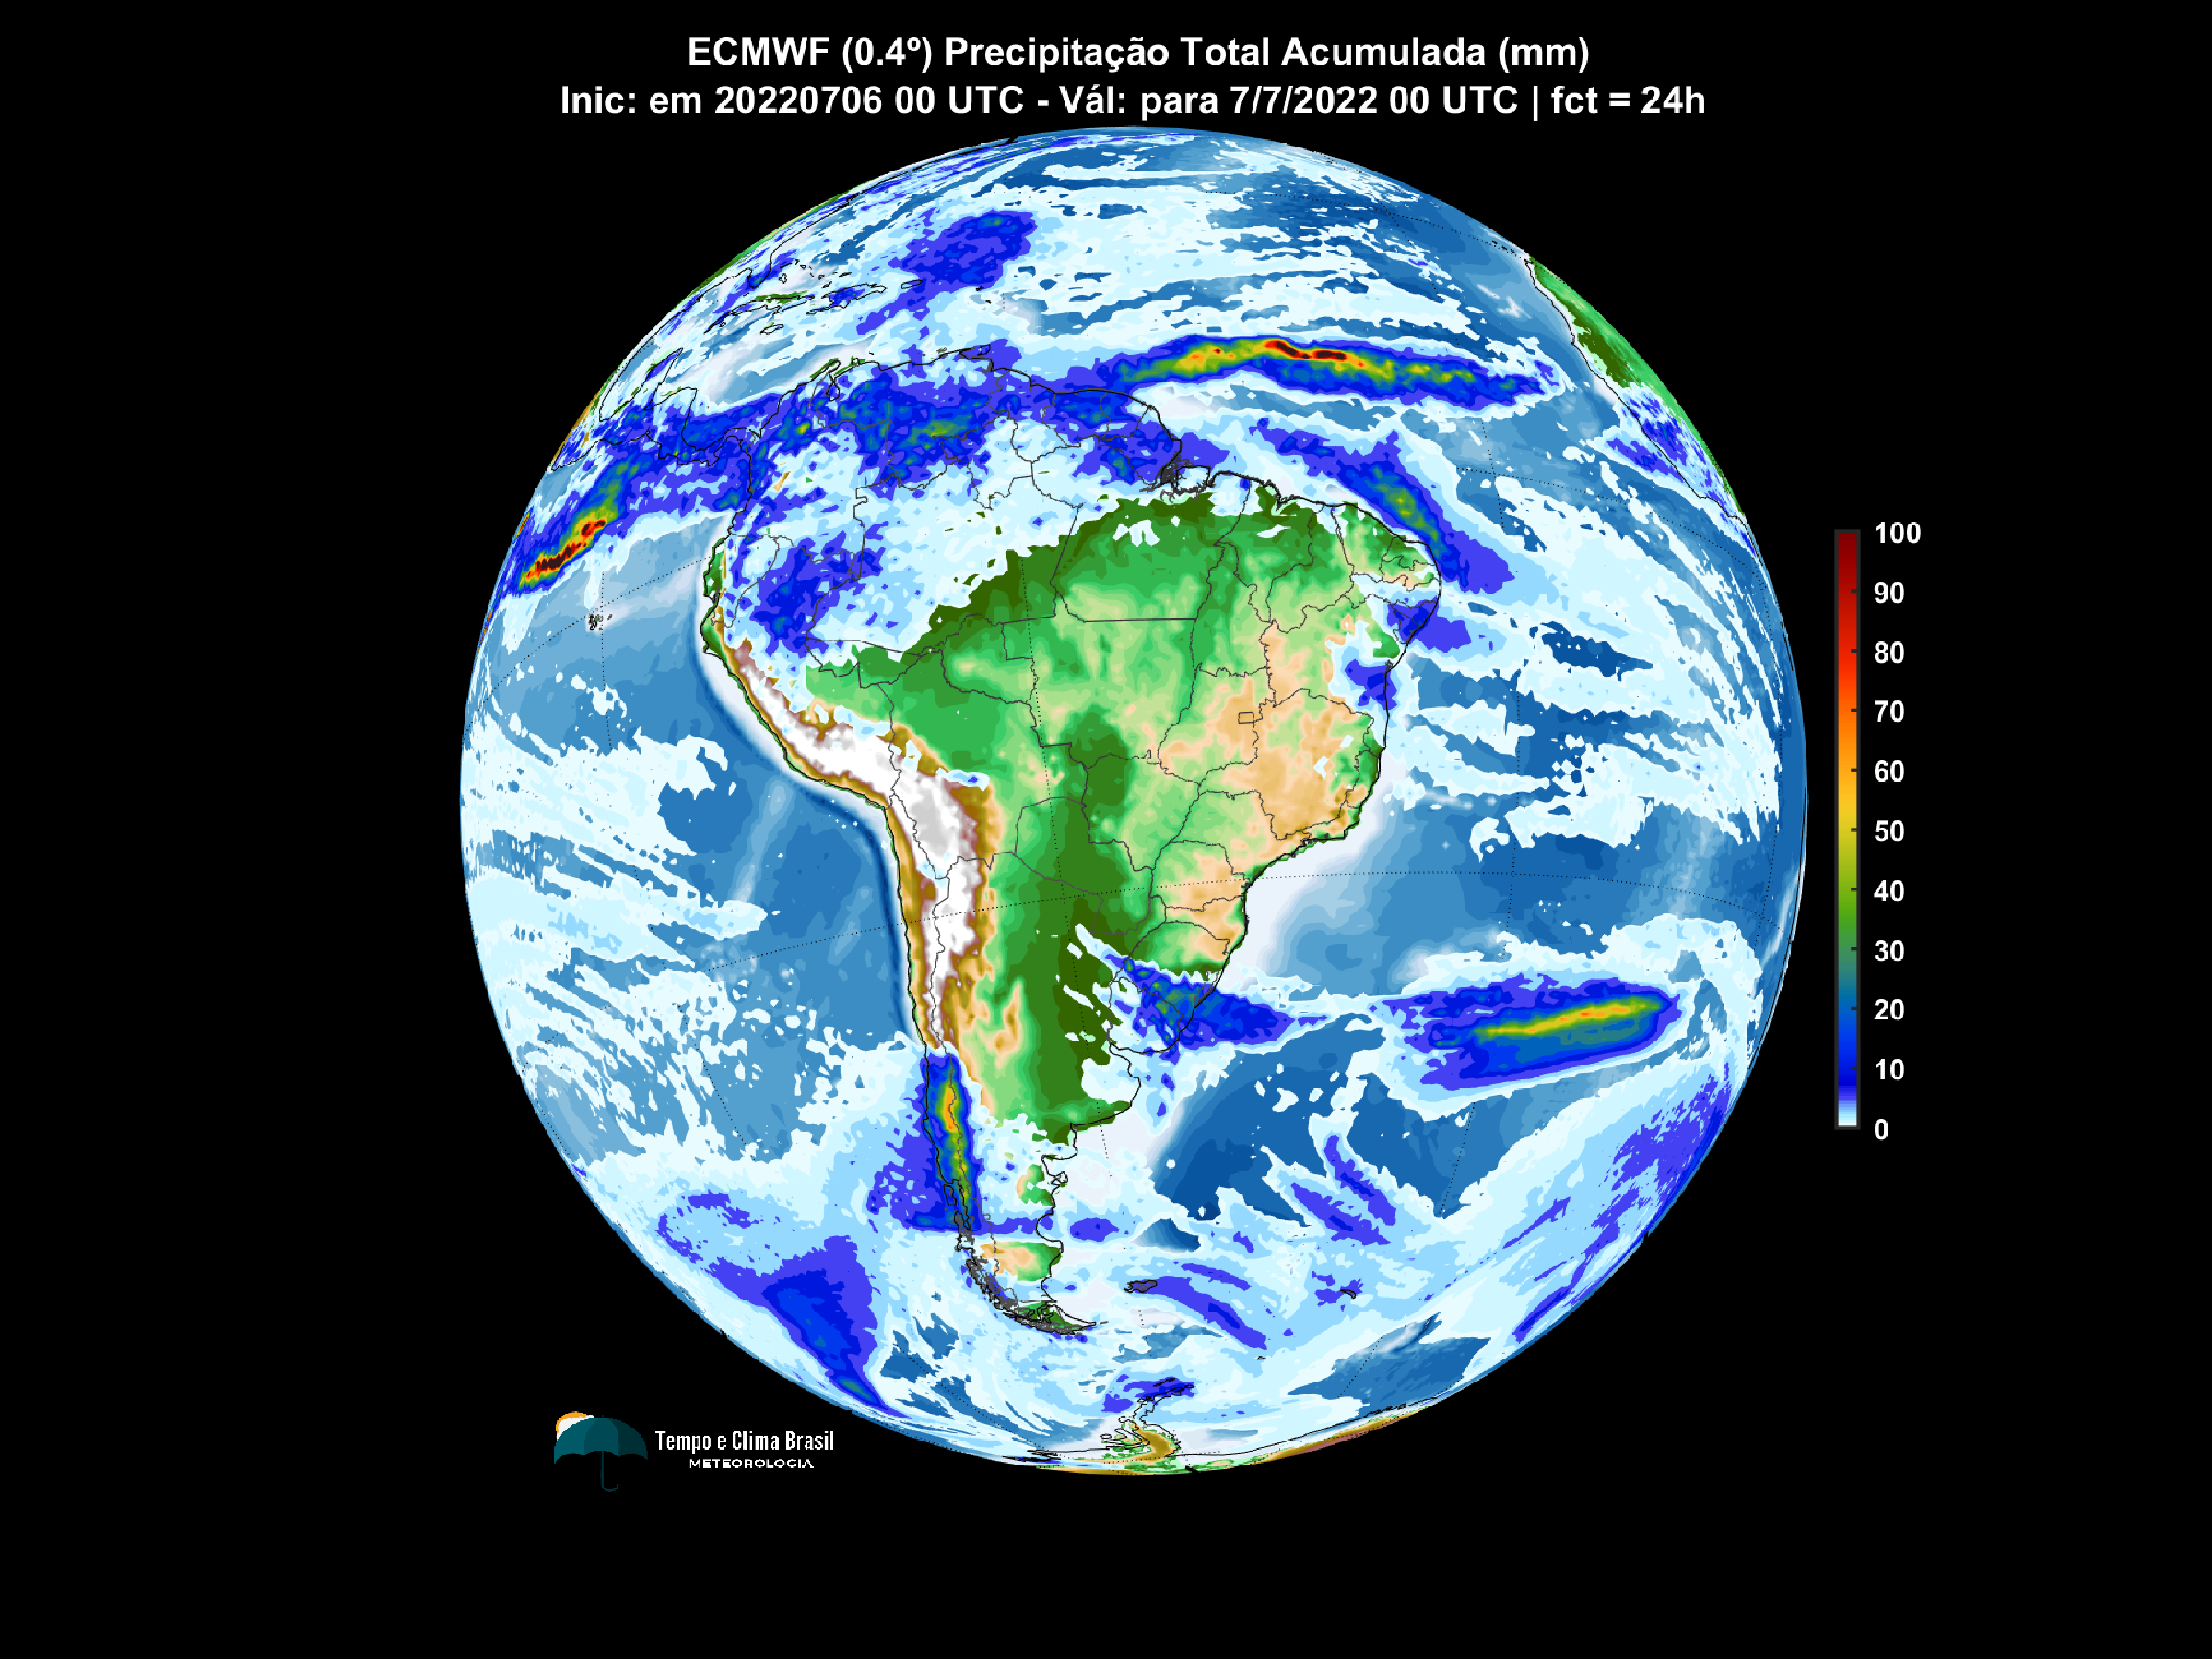 ECMWF (0.4º) Precipitação Total Acumulada (mm)
Inic: em 20220706 00 UTC - Vál: para 7/7/2022 00 UTC | fct = 24h
100
90
80
70
60
50
40
30
20
10
0
Tempo e Clima Brasil
METEOROLOGIA